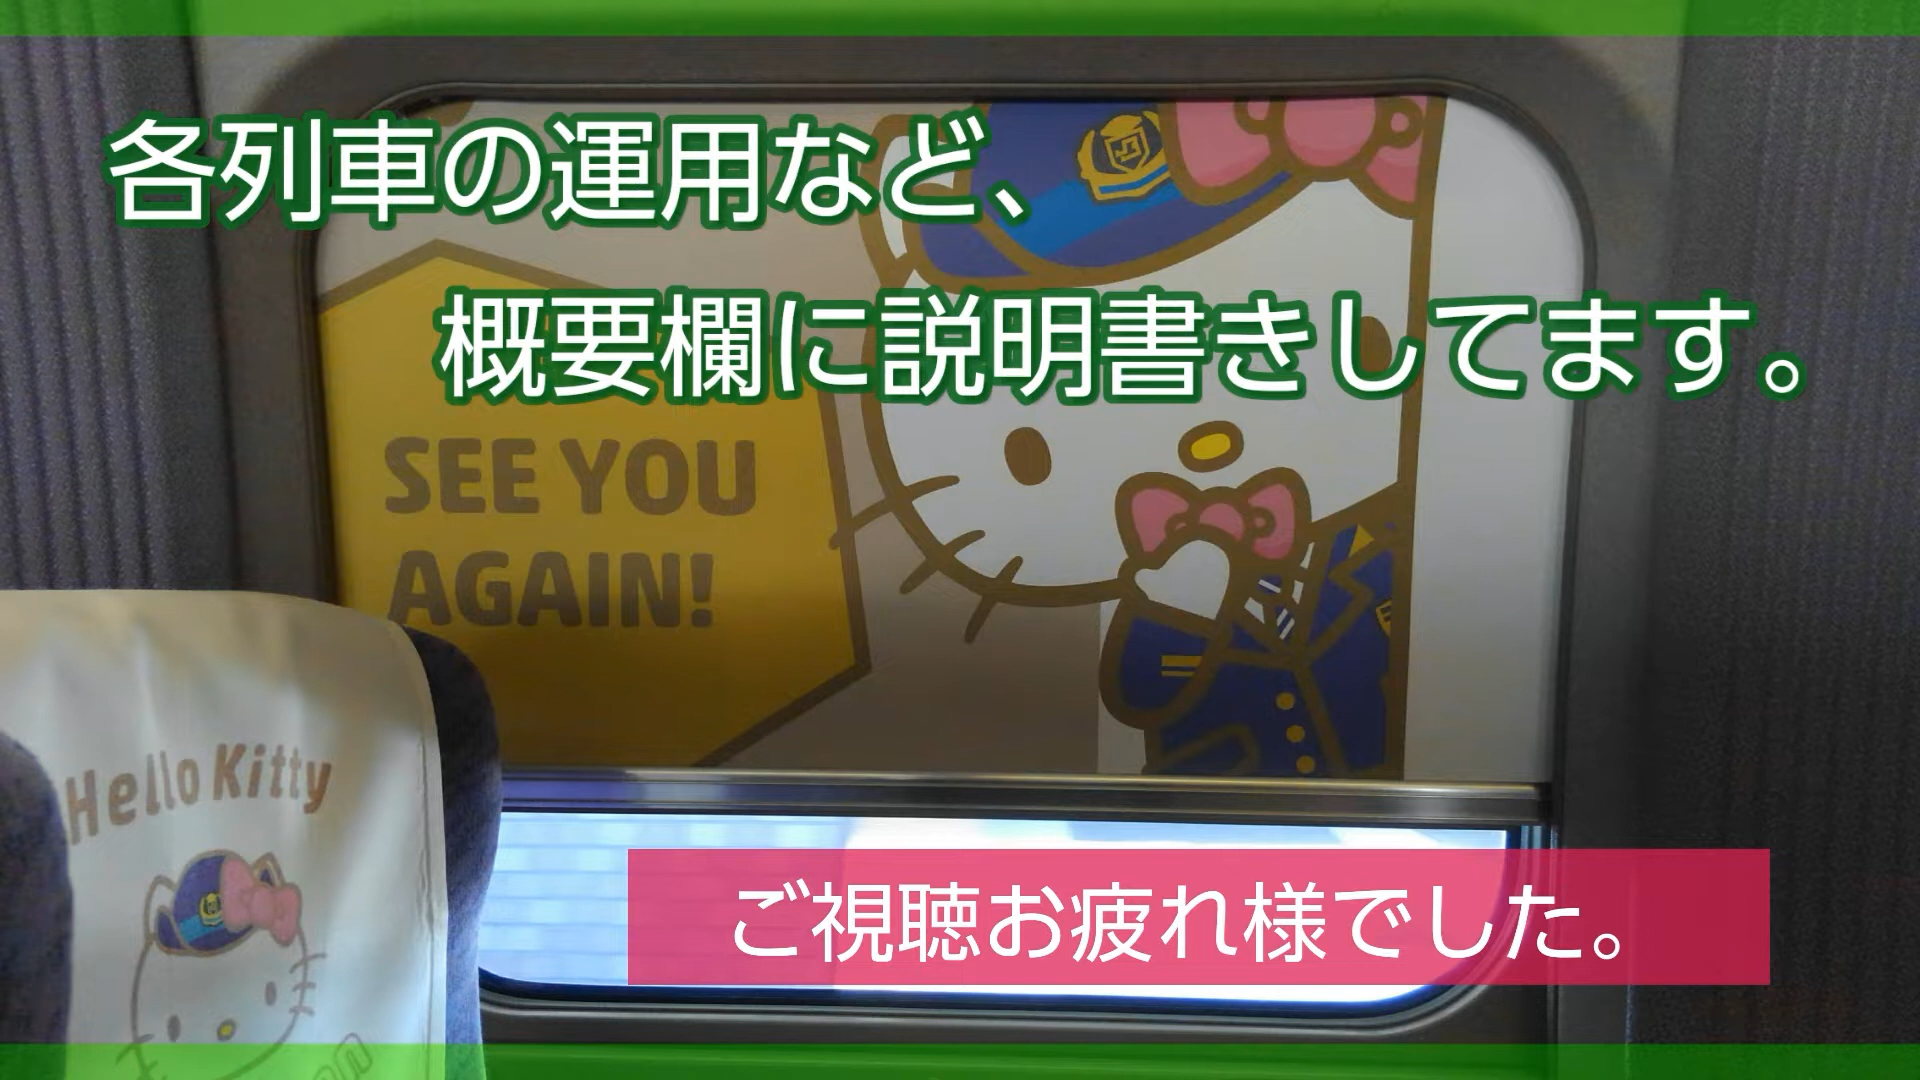 各列車の運用など、
概要欄に説明書きしてます。
SEE YOU
AGAIN!
Hello Kitty
ご視聴お疲れ様でした。